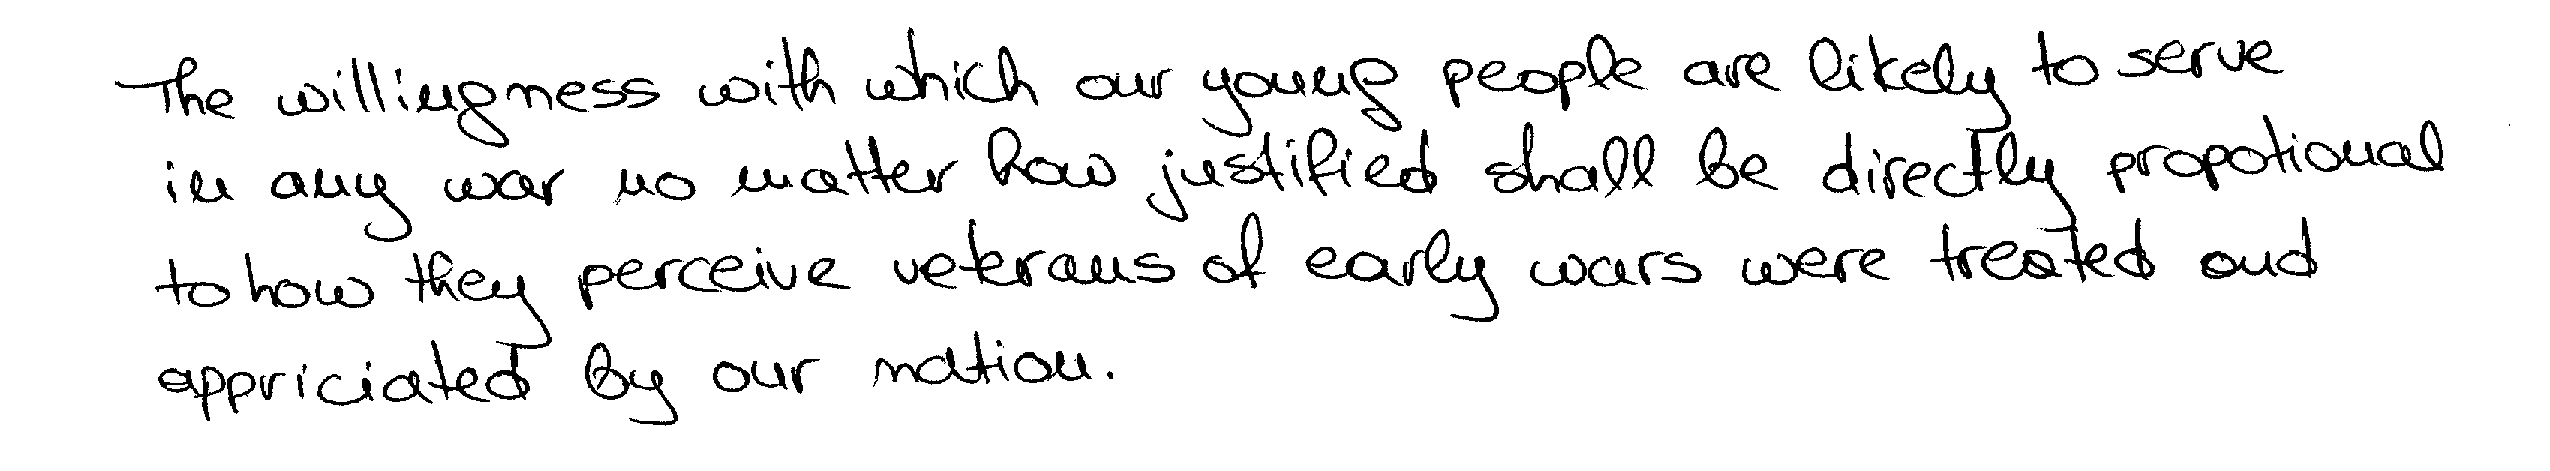 The willingness with which our young people are likely to serve
in any war no matter how justified shall be directly propotional
to how they perceive veterans of early wars were treated and
appriciated by our nation.